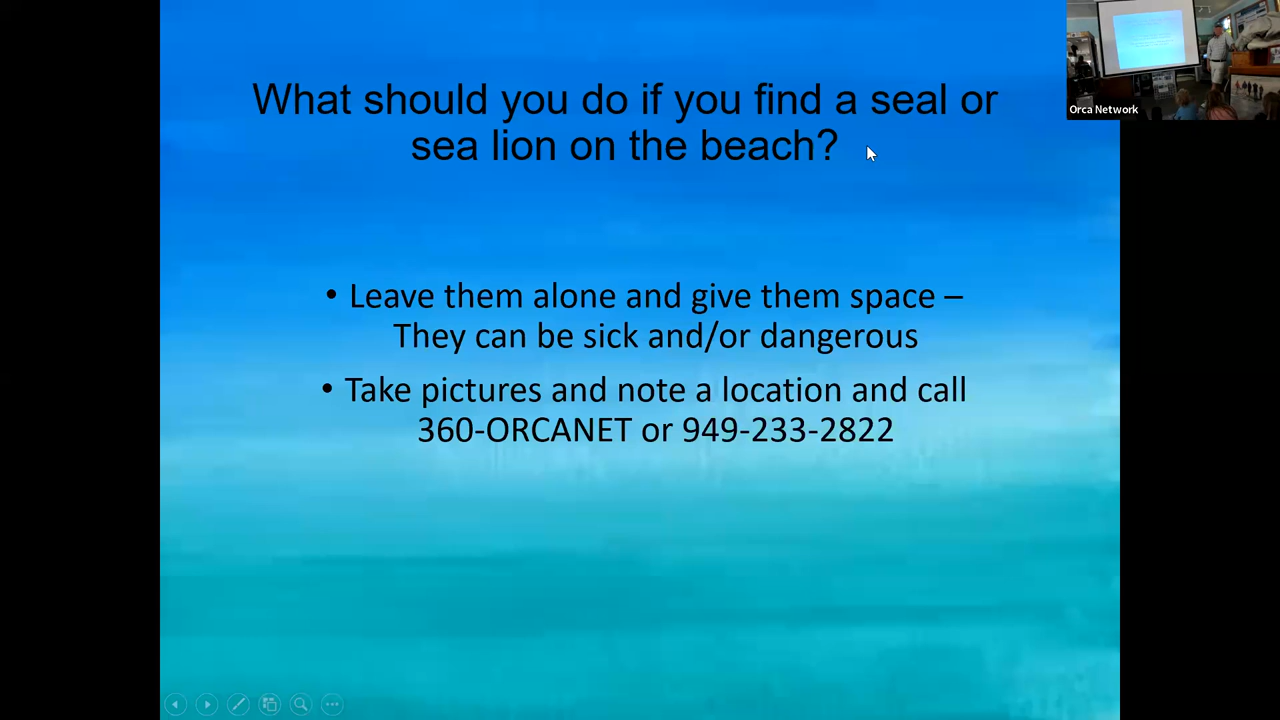 What should you do if you find a seal or
sea lion on the beach?
• Leave them alone and give them space –
They can be sick and/or dangerous
• Take pictures and note a location and call
360-ORCANET or 949-233-2822
Orca Network